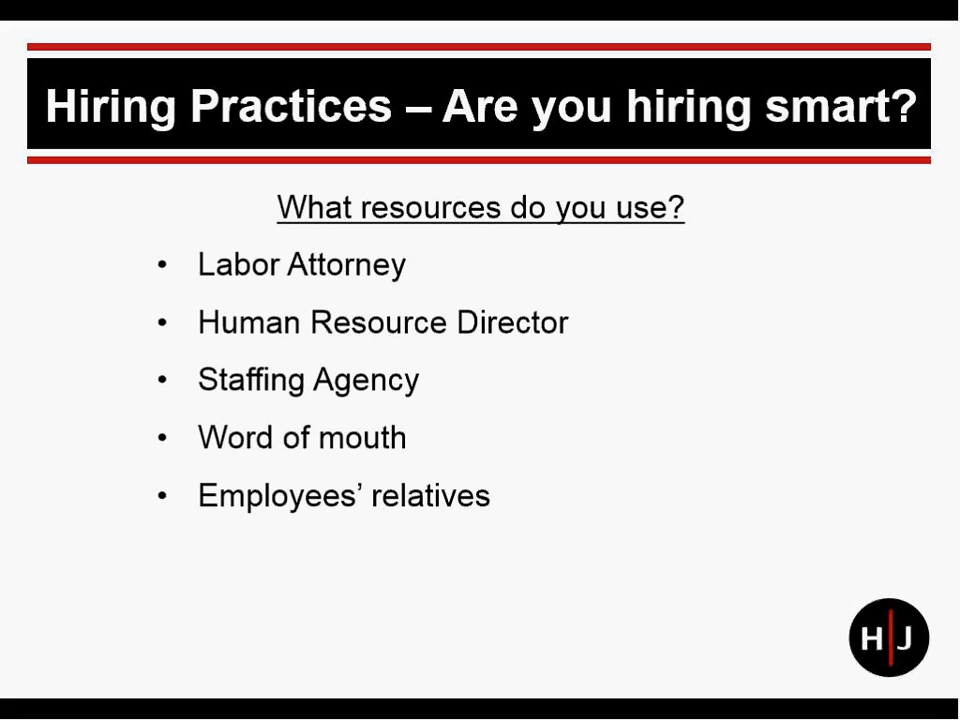 Hiring Practices – Are you hiring smart?
What resources do you use?
• Labor Attorney
• Human Resource Director
• Staffing Agency
• Word of mouth
• Employees’ relatives
H|J